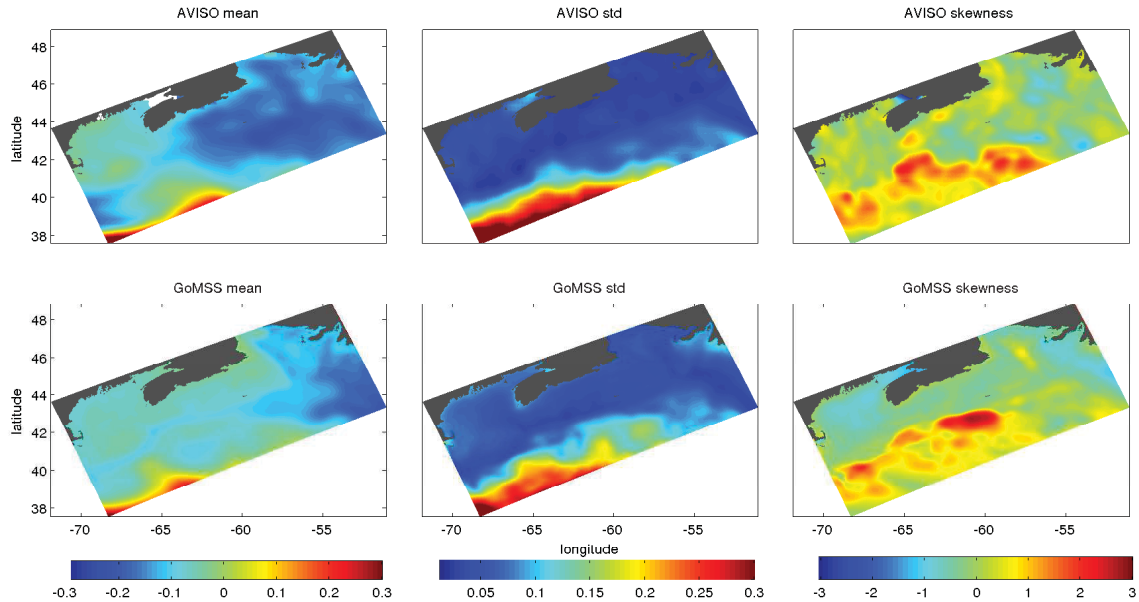 AVISO mean AVISO std AVISO skewness
48
46
44
42
40
38
latitude
GoMSS mean GoMSS std GoMSS skewness
48
46
44
42
40
38
latitude
-70 -65 -60 -55 -70 -65 -60 -55 -70 -65 -60 -55
longitude
-0.3 -0.2 -0.1 0 0.1 0.2 0.3 0.05 0.1 0.15 0.2 0.25 0.3 -3 -2 -1 0 1 2 3